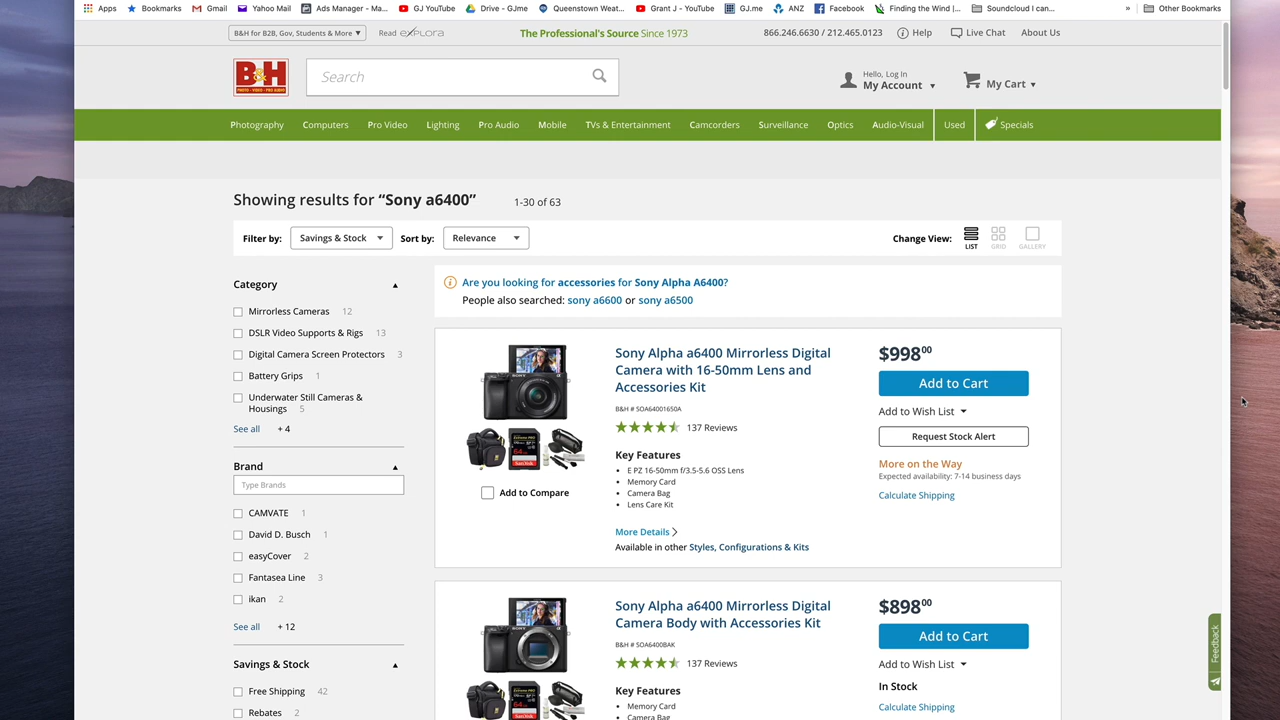 Apps
Bookmarks
Gmail
Yahoo Mail
Ads Manager - Ma...
GJ YouTube
Drive - GJme
Queenstown Weat...
Grant J - YouTube
GJ.me
ANZ
Facebook
Finding the Wind |...
Soundcloud I can...
»
Other Bookmarks
B&H for B2B, Gov, Students & More ▼
Read eXPLORA
The Professional's Source Since 1973
866.246.6630 / 212.465.0123
Help
Live Chat
About Us
B&H
PHOTO · VIDEO · PRO AUDIO
Search
Hello, Log In
My Account
My Cart
Photography
Computers
Pro Video
Lighting
Pro Audio
Mobile
TVs & Entertainment
Camcorders
Surveillance
Optics
Audio-Visual
Used
Specials
Showing results for “Sony a6400”
1-30 of 63
Filter by:
Savings & Stock
Sort by:
Relevance
Change View:
LIST
GRID
GALLERY
Category
Mirrorless Cameras 12
DSLR Video Supports & Rigs 13
Digital Camera Screen Protectors 3
Battery Grips 1
Underwater Still Cameras &
Housings 5
See all + 4
Brand
Type Brands
CAMVATE 1
David D. Busch 1
easyCover 2
Fantasea Line 3
ikan 2
See all + 12
Savings & Stock
Free Shipping 42
Rebates 2
Are you looking for accessories for Sony Alpha A6400?
People also searched: sony a6600 or sony a6500
Sony Alpha a6400 Mirrorless Digital
Camera with 16-50mm Lens and
Accessories Kit
B&H # SOA64001650A
137 Reviews
Key Features
E PZ 16-50mm f/3.5-5.6 OSS Lens
Memory Card
Camera Bag
Lens Care Kit
More Details
Available in other Styles, Configurations & Kits
Add to Compare
$998.00
Add to Cart
Add to Wish List
Request Stock Alert
More on the Way
Expected availability: 7-14 business days
Calculate Shipping
Sony Alpha a6400 Mirrorless Digital
Camera Body with Accessories Kit
B&H # SOA6400BAK
137 Reviews
Key Features
Memory Card
Camera Bag
$898.00
Add to Cart
Add to Wish List
In Stock
Calculate Shipping
Feedback